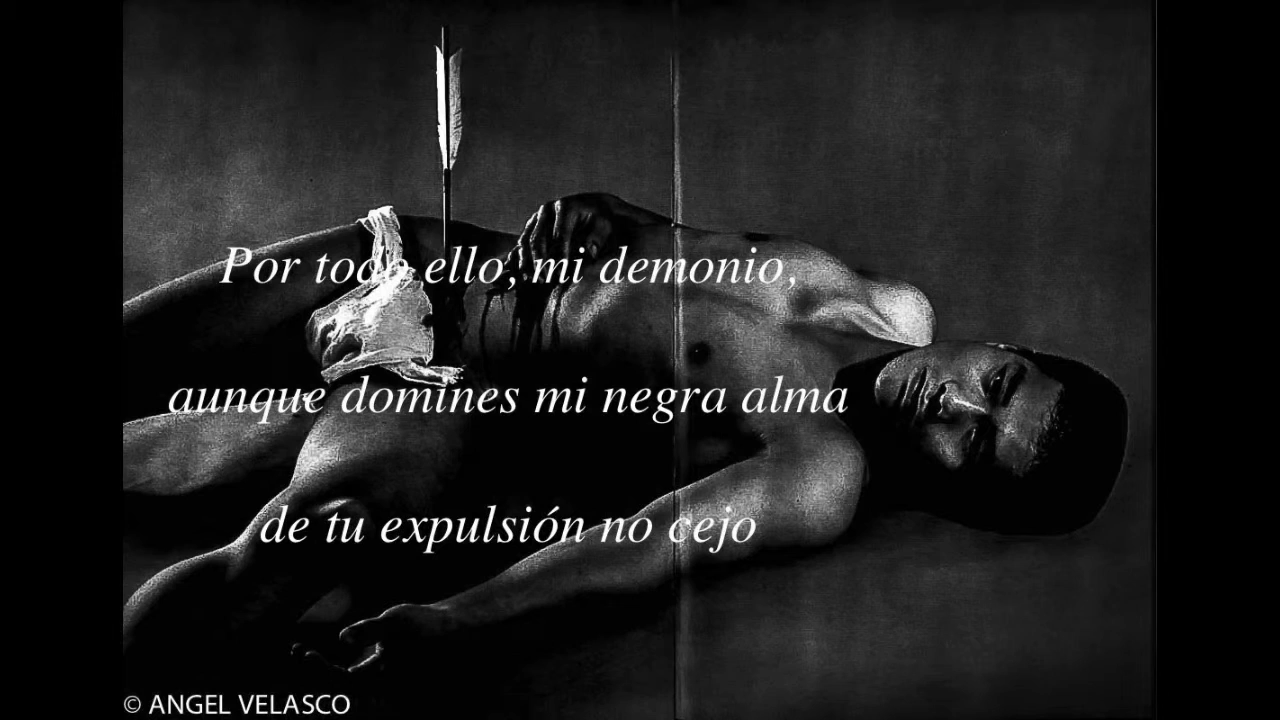 Por todo ello, mi demonio,
aunque domines mi negra alma
de tu expulsión no cejo
© ANGEL VELASCO